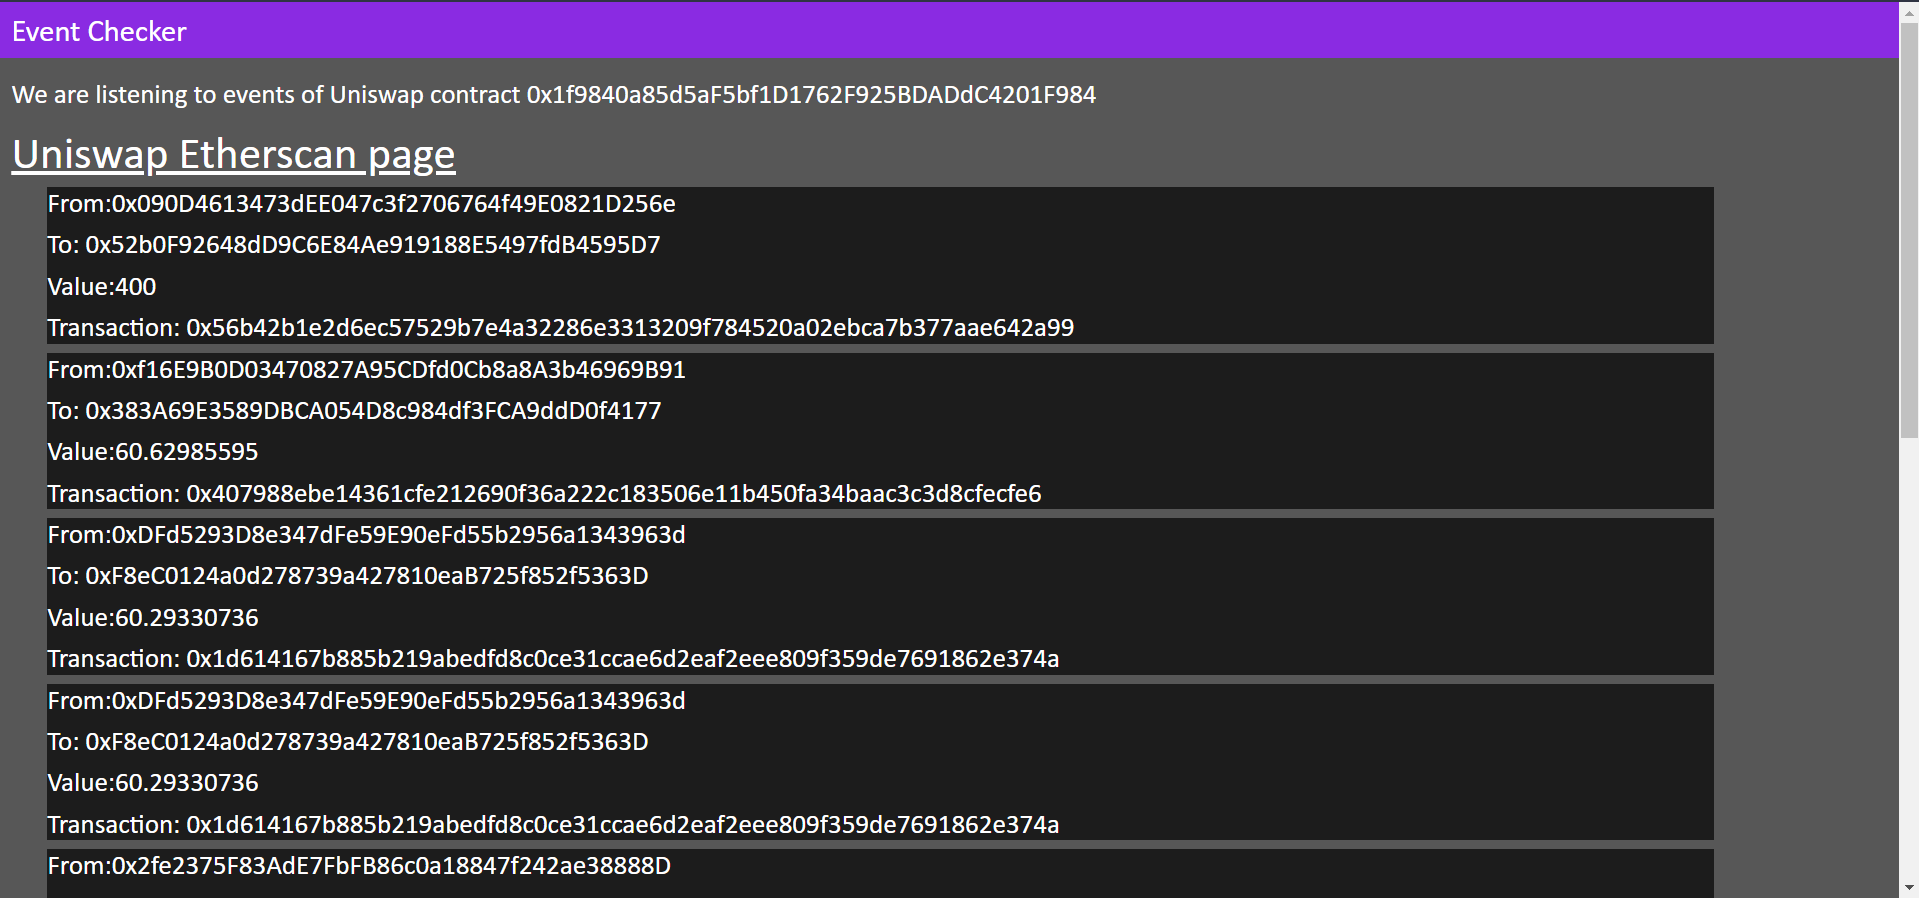 Event Checker
We are listening to events of Uniswap contract 0x1f9840a85d5aF5bf1D1762F925BDADdC4201F984
Uniswap Etherscan page
From:0x090D4613473dEE047c3f2706764f49E0821D256e
To: 0x52b0F92648dD9C6E84Ae919188E5497fdB4595D7
Value:400
Transaction: 0x56b42b1e2d6ec57529b7e4a32286e3313209f784520a02ebca7b377aae642a99
From:0xf16E9B0D03470827A95CDfd0Cb8a8A3b46969B91
To: 0x383A69E3589DBCA054D8c984df3FCA9ddD0f4177
Value:60.62985595
Transaction: 0x407988ebe14361cfe212690f36a222c183506e11b450fa34baac3c3d8cfecfe6
From:0xDFd5293D8e347dFe59E90eFd55b2956a1343963d
To: 0xF8eC0124a0d278739a427810eaB725f852f5363D
Value:60.29330736
Transaction: 0x1d614167b885b219abedfd8c0ce31ccae6d2eaf2eee809f359de7691862e374a
From:0xDFd5293D8e347dFe59E90eFd55b2956a1343963d
To: 0xF8eC0124a0d278739a427810eaB725f852f5363D
Value:60.29330736
Transaction: 0x1d614167b885b219abedfd8c0ce31ccae6d2eaf2eee809f359de7691862e374a
From:0x2fe2375F83AdE7FbFB86c0a18847f242ae38888D